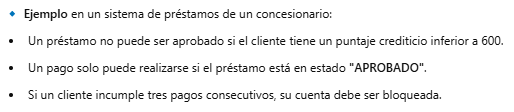 🔹 Ejemplo en un sistema de préstamos de un concesionario:
• Un préstamo no puede ser aprobado si el cliente tiene un puntaje crediticio inferior a 600.
• Un pago solo puede realizarse si el préstamo está en estado "APROBADO".
• Si un cliente incumple tres pagos consecutivos, su cuenta debe ser bloqueada.